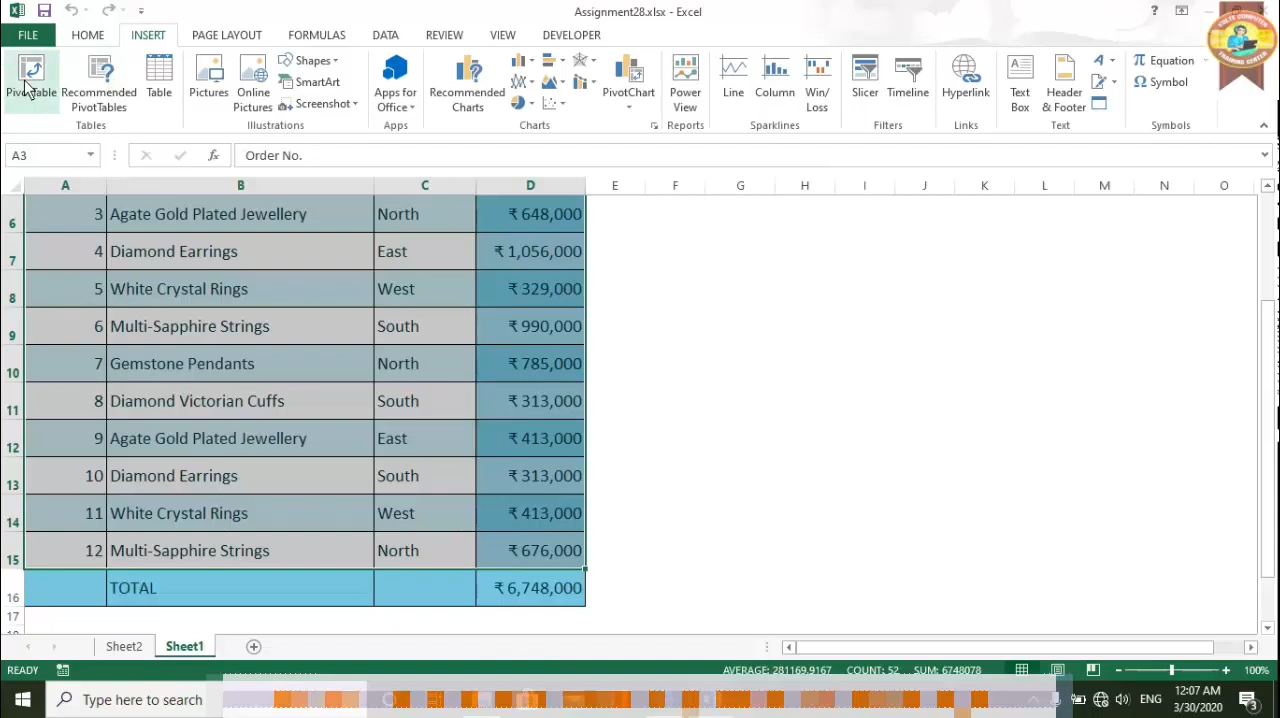 Assignment28.xlsx - Excel
FILE HOME INSERT PAGE LAYOUT FORMULAS DATA REVIEW VIEW DEVELOPER
PivotTable
Recommended PivotTables
Table
Tables
Pictures
Online Pictures
Shapes
SmartArt
Screenshot
Illustrations
Apps for Office
Apps
Recommended Charts
PivotChart
Charts
Power View
Reports
Line
Column
Win/ Loss
Sparklines
Slicer
Timeline
Filters
Hyperlink
Links
Text Box
Header & Footer
Text
Equation
Symbol
Symbols
A3 fx Order No.
A B C D E F G H I J K L M N O
6 3 Agate Gold Plated Jewellery North ₹ 648,000
7 4 Diamond Earrings East ₹ 1,056,000
8 5 White Crystal Rings West ₹ 329,000
9 6 Multi-Sapphire Strings South ₹ 990,000
10 7 Gemstone Pendants North ₹ 785,000
11 8 Diamond Victorian Cuffs South ₹ 313,000
12 9 Agate Gold Plated Jewellery East ₹ 413,000
13 10 Diamond Earrings South ₹ 313,000
14 11 White Crystal Rings West ₹ 413,000
15 12 Multi-Sapphire Strings North ₹ 676,000
16 TOTAL ₹ 6,748,000
17
Sheet2 Sheet1
READY AVERAGE: 281169.9167 COUNT: 52 SUM: 6748078 100%
Type here to search
ENG 12:07 AM
3/30/2020
3